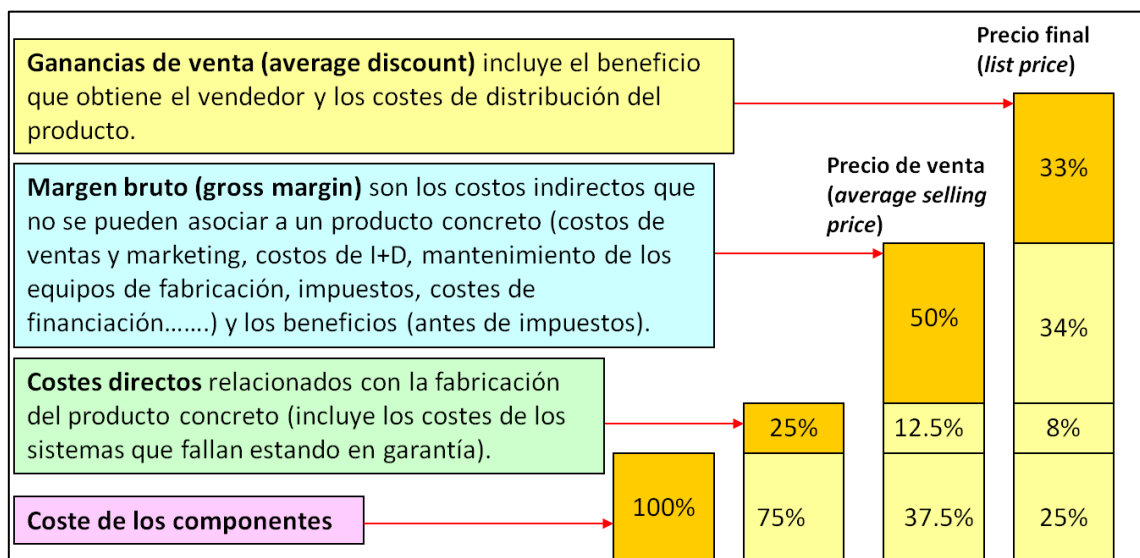 Precio final
(list price)
Ganancias de venta (average discount) incluye el beneficio
que obtiene el vendedor y los costes de distribución del
producto.
33%
Precio de venta
(average selling
price)
Margen bruto (gross margin) son los costos indirectos que
no se pueden asociar a un producto concreto (costos de
ventas y marketing, costos de I+D, mantenimiento de los
equipos de fabricación, impuestos, costes de
financiación…….) y los beneficios (antes de impuestos).
50%
34%
Costes directos relacionados con la fabricación
del producto concreto (incluye los costes de los
sistemas que fallan estando en garantía).
25%
12.5%
8%
Coste de los componentes
100%
75%
37.5%
25%